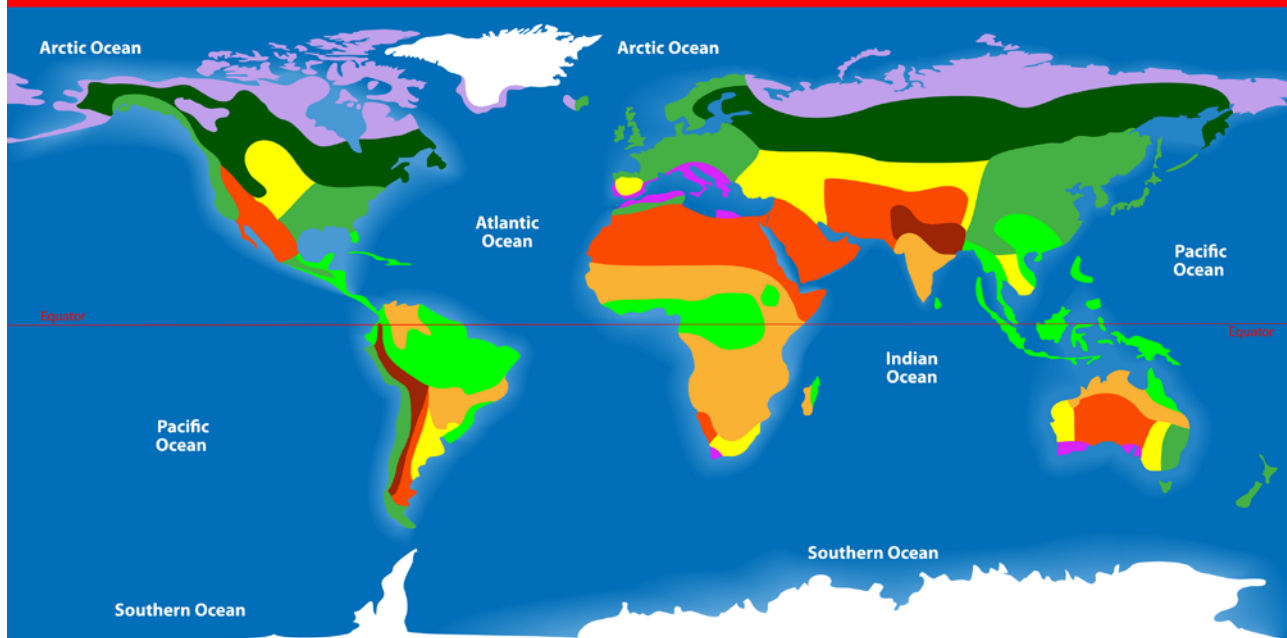 Arctic Ocean
Arctic Ocean
Atlantic
Ocean
Pacific
Ocean
Equator
Equator
Indian
Ocean
Pacific
Ocean
Southern Ocean
Southern Ocean